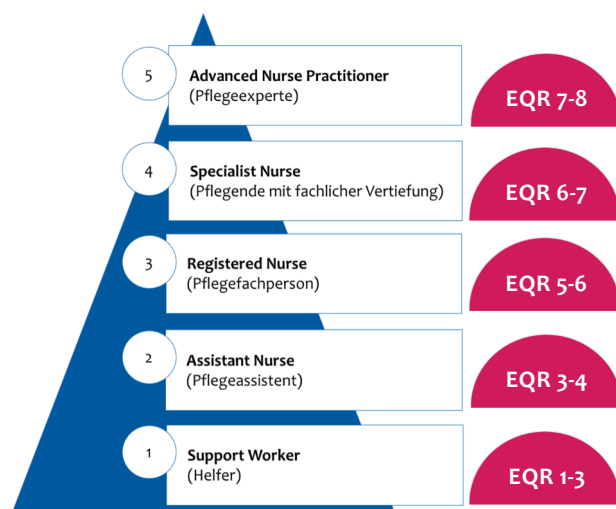 5
Advanced Nurse Practitioner
(Pflegeexperte)
EQR 7-8
4
Specialist Nurse
(Pflegende mit fachlicher Vertiefung)
EQR 6-7
3
Registered Nurse
(Pflegefachperson)
EQR 5-6
2
Assistant Nurse
(Pflegeassistent)
EQR 3-4
1
Support Worker
(Helfer)
EQR 1-3